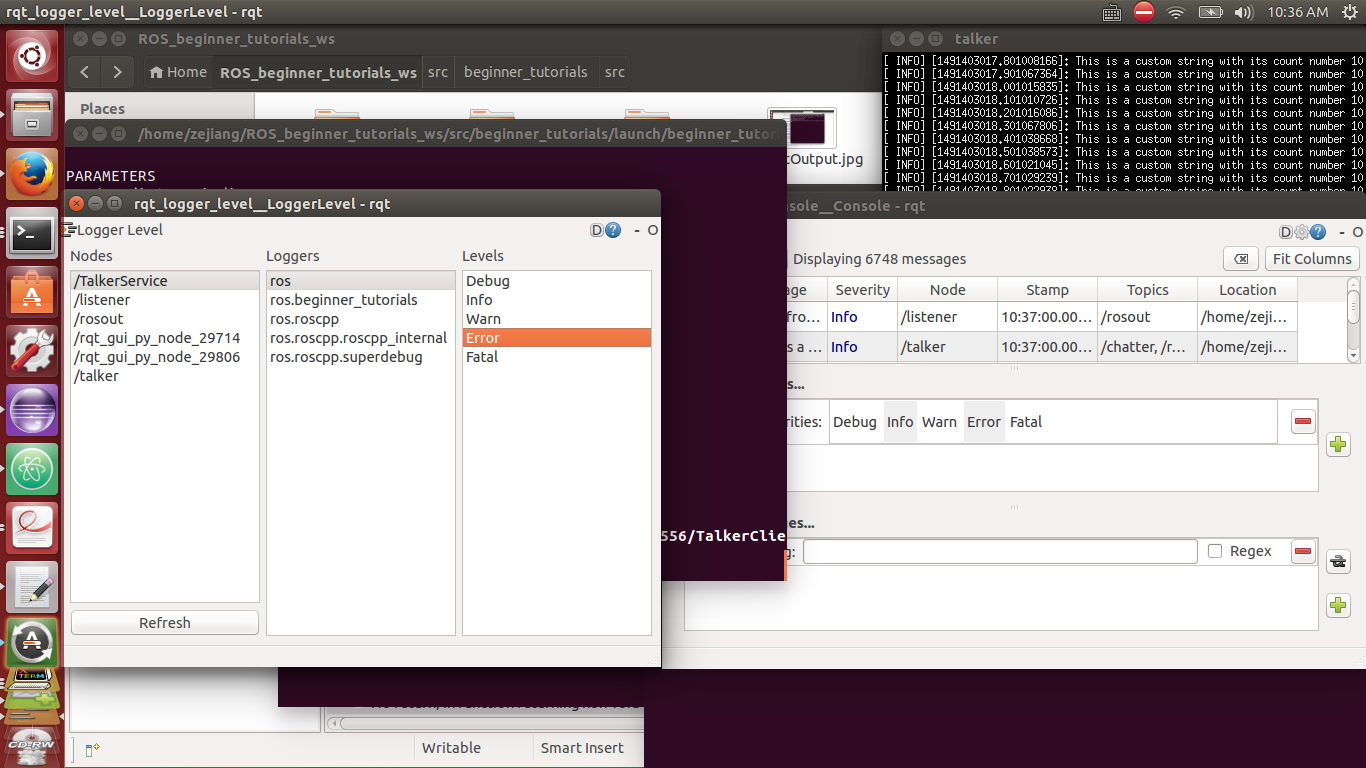 rqt_logger_level__LoggerLevel - rqt
10:36 AM
ROS_beginner_tutorials_ws
Home
ROS_beginner_tutorials_ws
src
beginner_tutorials
src
Places
tOutput.jpg
talker
[ INFO] [1491403017.801008166]: This is a custom string with its count number 10
[ INFO] [1491403017.901067364]: This is a custom string with its count number 10
[ INFO] [1491403018.001015835]: This is a custom string with its count number 10
[ INFO] [1491403018.101010726]: This is a custom string with its count number 10
[ INFO] [1491403018.201016086]: This is a custom string with its count number 10
[ INFO] [1491403018.301067806]: This is a custom string with its count number 10
[ INFO] [1491403018.401038668]: This is a custom string with its count number 10
[ INFO] [1491403018.501038573]: This is a custom string with its count number 10
[ INFO] [1491403018.601021045]: This is a custom string with its count number 10
[ INFO] [1491403018.701029239]: This is a custom string with its count number 10
/home/zejiang/ROS_beginner_tutorials_ws/src/beginner_tutorials/launch/beginner_tutor
PARAMETERS
rqt_logger_level__LoggerLevel - rqt
Logger Level
D
- O
Nodes
Loggers
Levels
/TalkerService
/listener
/rosout
/rqt_gui_py_node_29714
/rqt_gui_py_node_29806
/talker
ros
ros.beginner_tutorials
ros.roscpp
ros.roscpp.roscpp_internal
ros.roscpp.superdebug
Debug
Info
Warn
Error
Fatal
Refresh
nsole__Console - rqt
D
- O
Displaying 6748 messages
Fit Columns
age
Severity
Node
Stamp
Topics
Location
fro...
Info
/listener
10:37:00.00...
/rosout
/home/zeji...
s a ...
Info
/talker
10:37:00.00...
/chatter, /r...
/home/zeji...
s...
rities:
Debug
Info
Warn
Error
Fatal
es...
g:
Regex
556/TalkerClie
Writable
Smart Insert
TERM
CD-RW